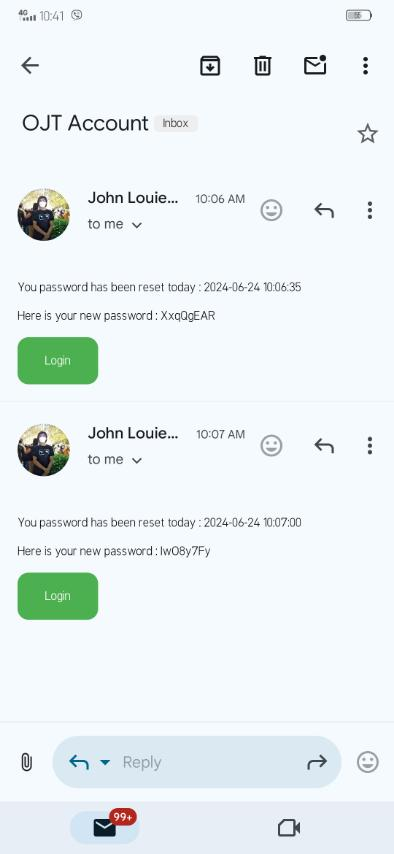 4G 10:41 55
OJT Account Inbox
John Louie... 10:06 AM
to me
You password has been reset today : 2024-06-24 10:06:35
Here is your new password : XxqQgEAR
Login
John Louie... 10:07 AM
to me
You password has been reset today : 2024-06-24 10:07:00
Here is your new password : IwO8y7Fy
Login
Reply
99+